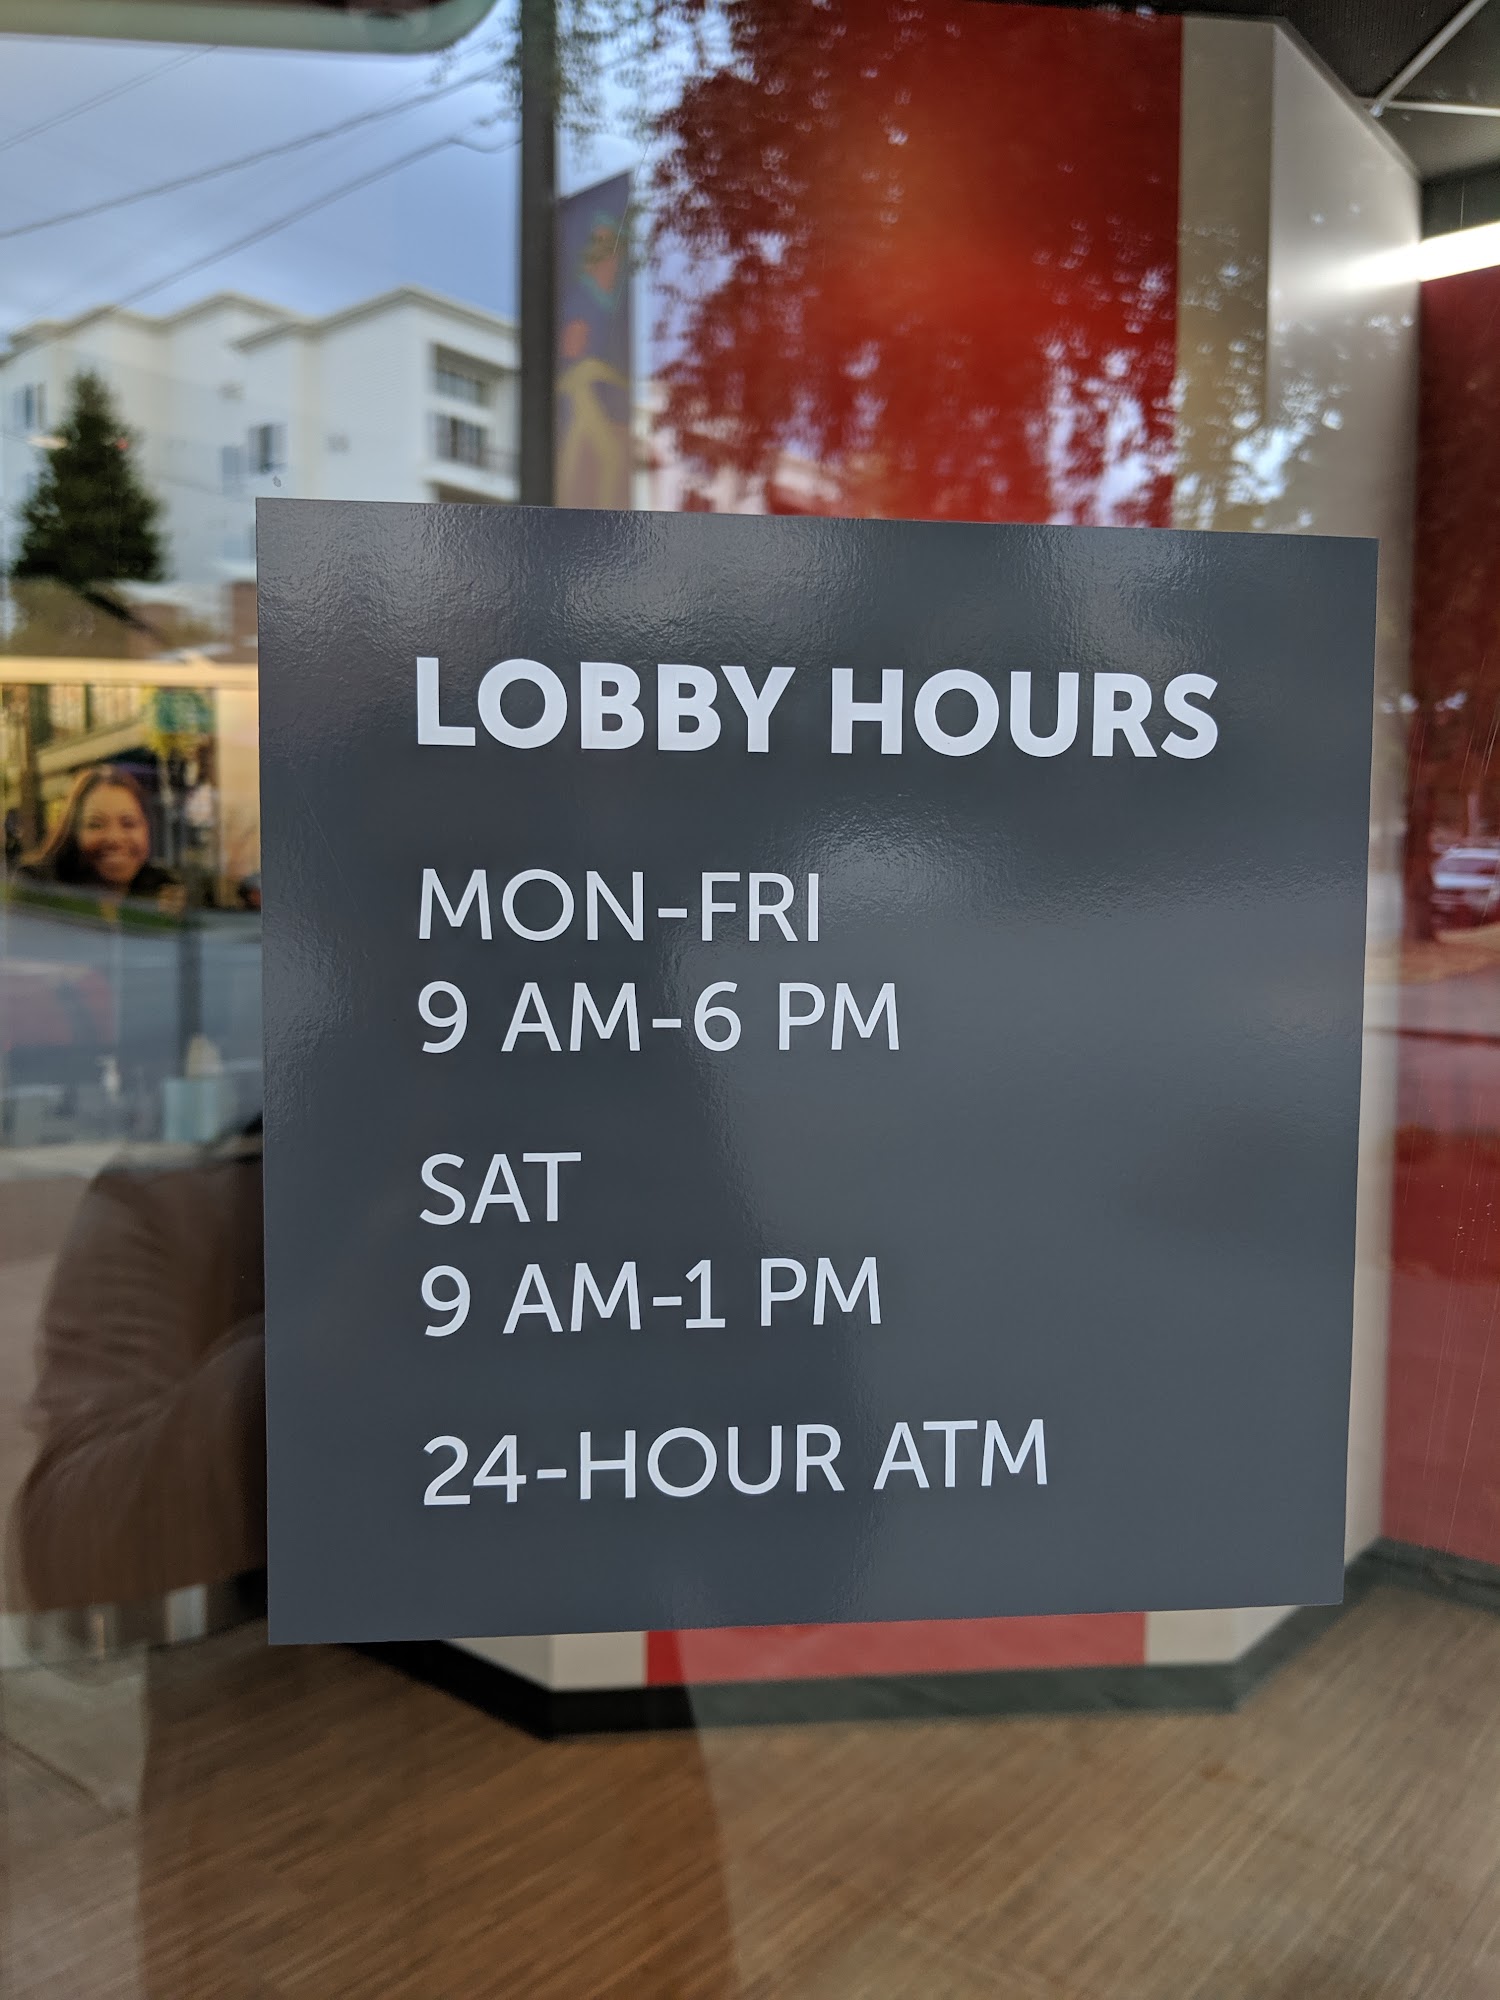 LOBBY HOURS
MON-FRI
9 AM-6 PM
SAT
9 AM-1 PM
24-HOUR ATM